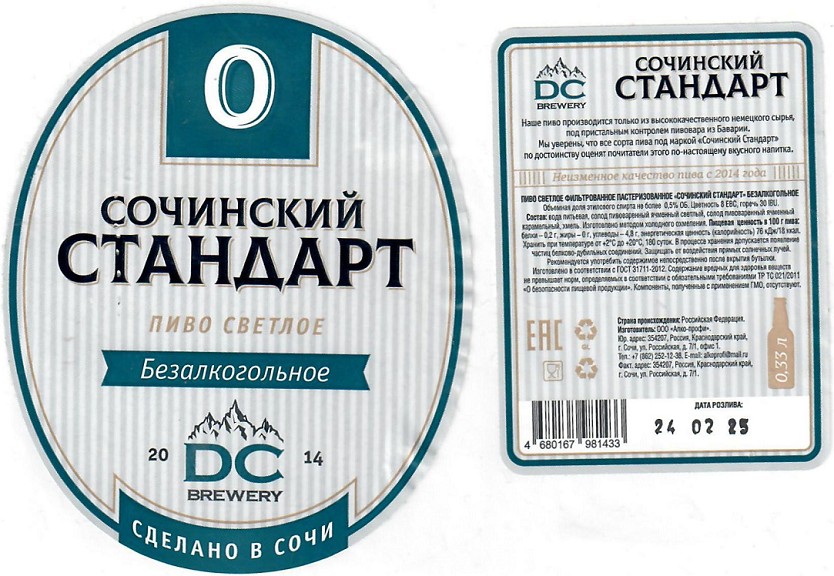 0
СОЧИНСКИЙ
СТАНДАРТ
ПИВО СВЕТЛОЕ
Безалкогольное
20 14
DC
BREWERY
СДЕЛАНО В СОЧИ
DC
BREWERY
СОЧИНСКИЙ
СТАНДАРТ
Наше пиво производится только из высококачественного немецкого сырья,
под пристальным контролем пивовара из Баварии.
Мы уверены, что все сорта пива под маркой «Сочинский Стандарт»
по достоинству оценят почитатели этого по-настоящему вкусного напитка.
Неизменное качество пива с 2014 года
ПИВО СВЕТЛОЕ ФИЛЬТРОВАННОЕ ПАСТЕРИЗОВАННОЕ «СОЧИНСКИЙ СТАНДАРТ» БЕЗАЛКОГОЛЬНОЕ
Объемная доля этилового спирта не более 0,5% ОБ. Цветность 8 ЕВС, горечь 30 IBU.
Состав: вода питьевая, солод пивоваренный ячменный светлый, солод пивоваренный ячменный
карамельный, хмель. Изготовлено методом холодного охмеления. Пищевая ценность в 100 г пива:
белки – 0,2 г, жиры – 0 г, углеводы – 4,8 г, энергетическая ценность (калорийность) 76 кДж/18 ккал.
Хранить при температуре от +2°С до +20°С, 180 суток. В процессе хранения допускается появление
частиц белково-дубильных соединений. Защищать от воздействия прямых солнечных лучей.
Рекомендуется употребить содержимое непосредственно после вскрытия бутылки.
Изготовлено в соответствии с ГОСТ 31711-2012. Содержание вредных для здоровья веществ
не превышает норм, определяемых в соответствии с обязательными требованиями ТР ТС 021/2011
«О безопасности пищевой продукции». Компоненты, полученные с применением ГМО, отсутствуют.
ЕАС
Страна происхождения: Российская Федерация.
Изготовитель: ООО «Алко-профи».
Юр. адрес: 354207, Россия, Краснодарский край,
г. Сочи, ул. Российская, д. 7/1, офис 1.
Тел.: +7 (862) 252-12-38. E-mail: alkoprofi@mail.ru
Факт. адрес: 354207, Россия, Краснодарский край,
г. Сочи, ул. Российская, д. 7/1.
0,33 л
ДАТА РОЗЛИВА:
24 02 25
4 680167 981433